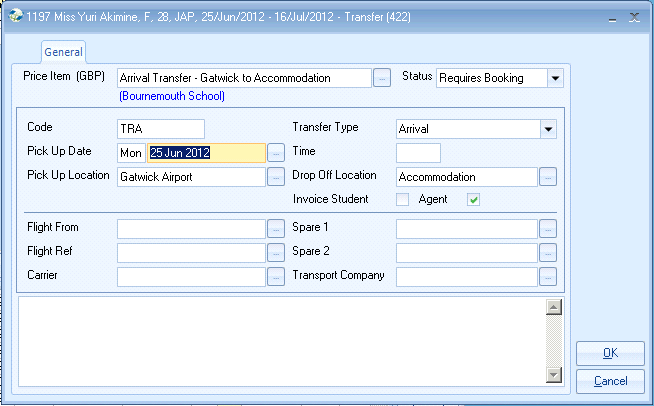 1197 Miss Yuri Akimine, F, 28, JAP, 25/Jun/2012 - 16/Jul/2012 - Transfer (422)
General
Price Item (GBP) Arrival Transfer - Gatwick to Accommodation ... Status Requires Booking
(Bournemouth School)
Code TRA Transfer Type Arrival
Pick Up Date Mon 25 Jun 2012 ... Time
Pick Up Location Gatwick Airport ... Drop Off Location Accommodation ...
Invoice Student Agent
Flight From ... Spare 1 ...
Flight Ref ... Spare 2 ...
Carrier ... Transport Company ...
OK
Cancel